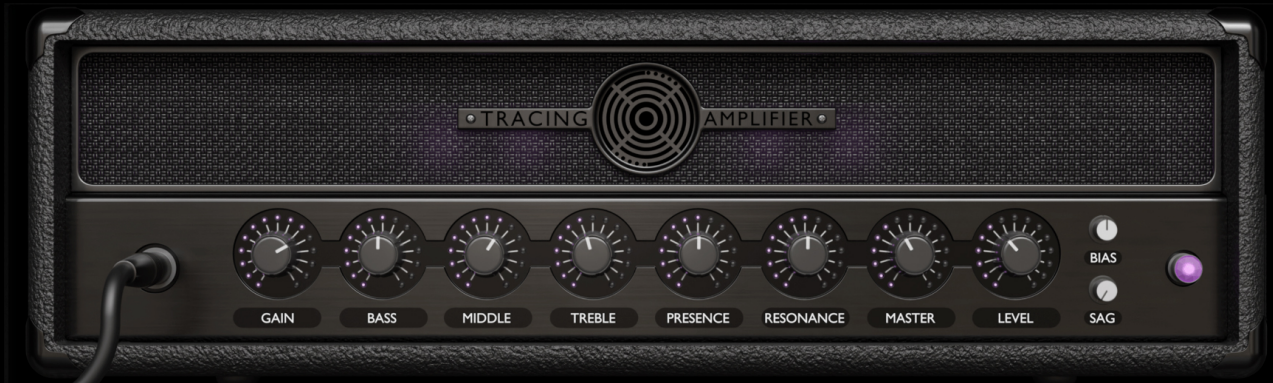 TRACING AMPLIFIER
GAIN BASS MIDDLE TREBLE PRESENCE RESONANCE MASTER LEVEL
BIAS
SAG